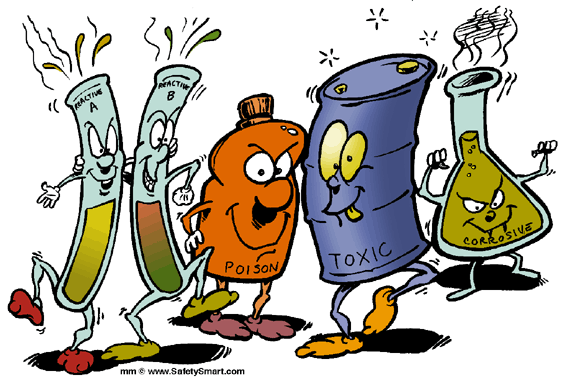 REACTIVE
A
REACTIVE
B
POISON
TOXIC
CORROSIVE
mm © www.SafetySmart.com